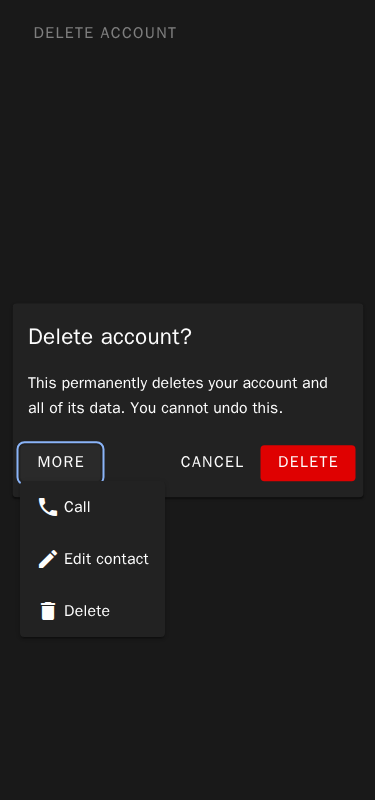 DELETE ACCOUNT
Delete account?
This permanently deletes your account and
all of its data. You cannot undo this.
MORE CANCEL DELETE
Call
Edit contact
Delete